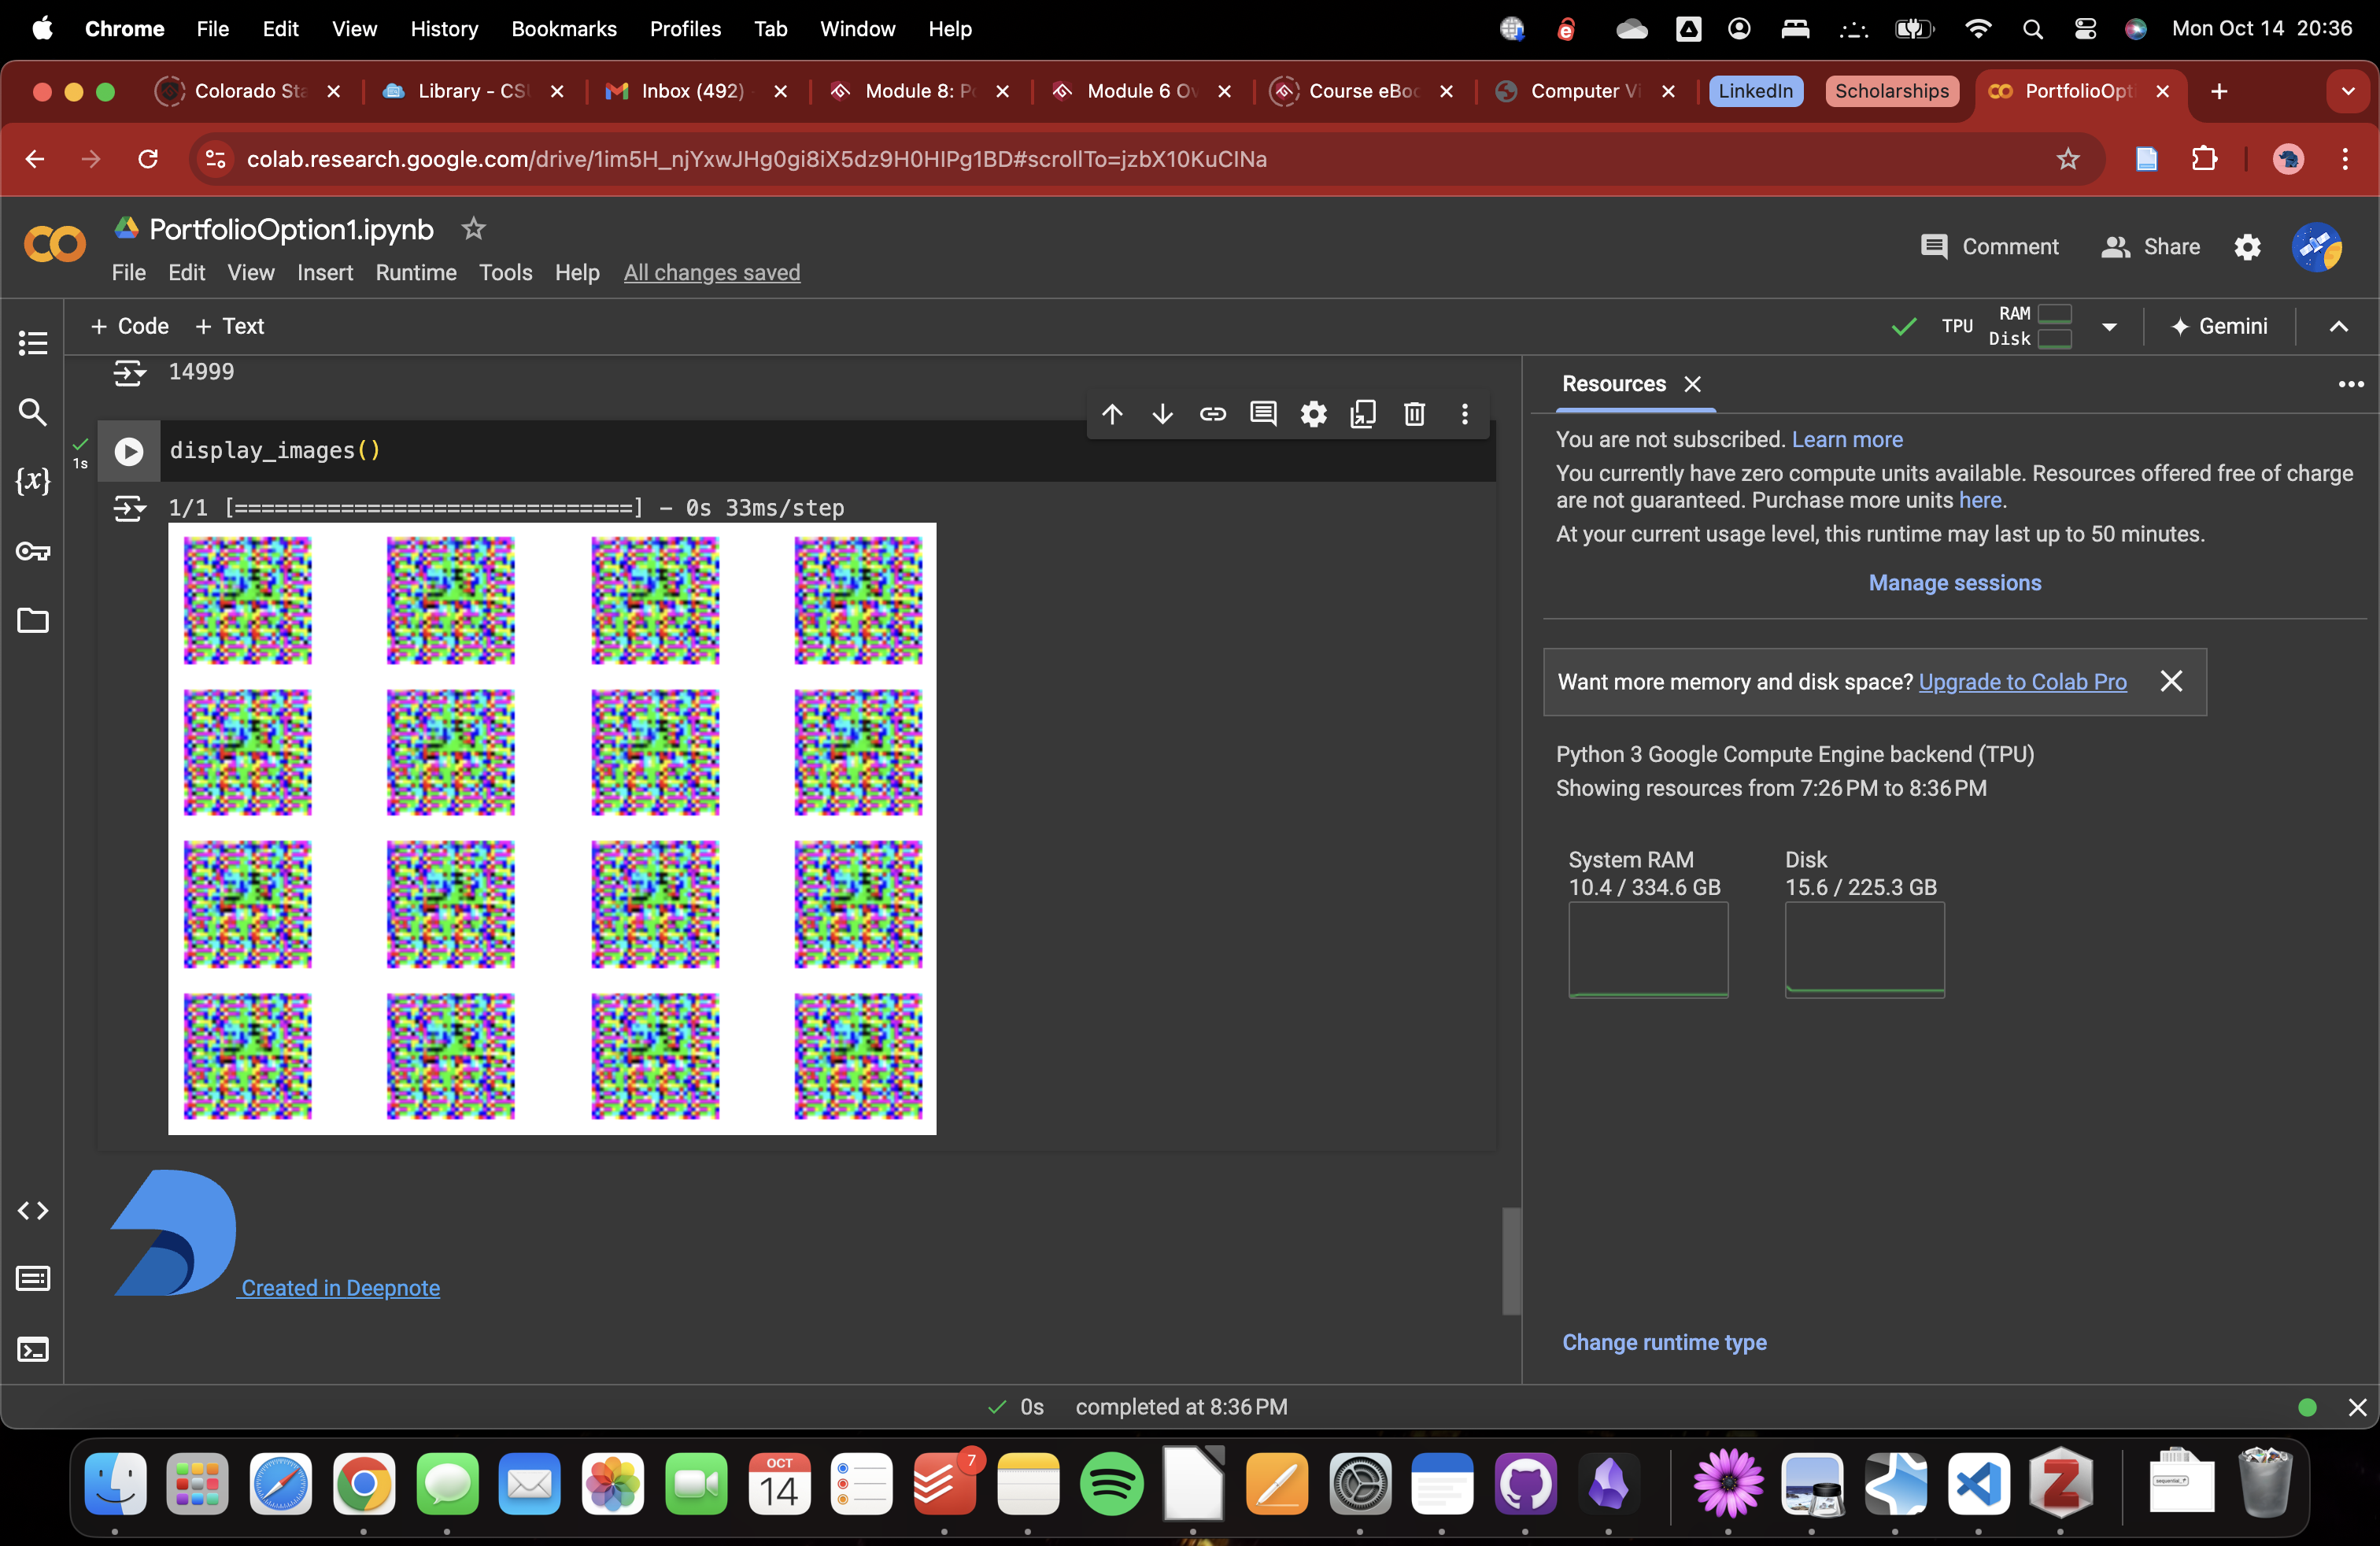 Chrome File Edit View History Bookmarks Profiles Tab Window Help Mon Oct 14 20:36
Colorado Sta Library - CSU Inbox (492) Module 8: Po Module 6 Ov Course eBoo Computer Vi LinkedIn Scholarships PortfolioOpti
colab.research.google.com/drive/1im5H_njYxwJHg0gi8iX5dz9H0HIPg1BD#scrollTo=jzbX10KuCINa
PortfolioOption1.ipynb
Comment Share
File Edit View Insert Runtime Tools Help All changes saved
+ Code + Text
TPU RAM Disk Gemini
14999
1s
display_images()
1/1 [==============================] - 0s 33ms/step
Created in Deepnote
Resources
You are not subscribed. Learn more
You currently have zero compute units available. Resources offered free of charge
are not guaranteed. Purchase more units here.
At your current usage level, this runtime may last up to 50 minutes.
Manage sessions
Want more memory and disk space? Upgrade to Colab Pro
Python 3 Google Compute Engine backend (TPU)
Showing resources from 7:26 PM to 8:36 PM
System RAM Disk
10.4 / 334.6 GB 15.6 / 225.3 GB
Change runtime type
0s completed at 8:36 PM
OCT
14
7